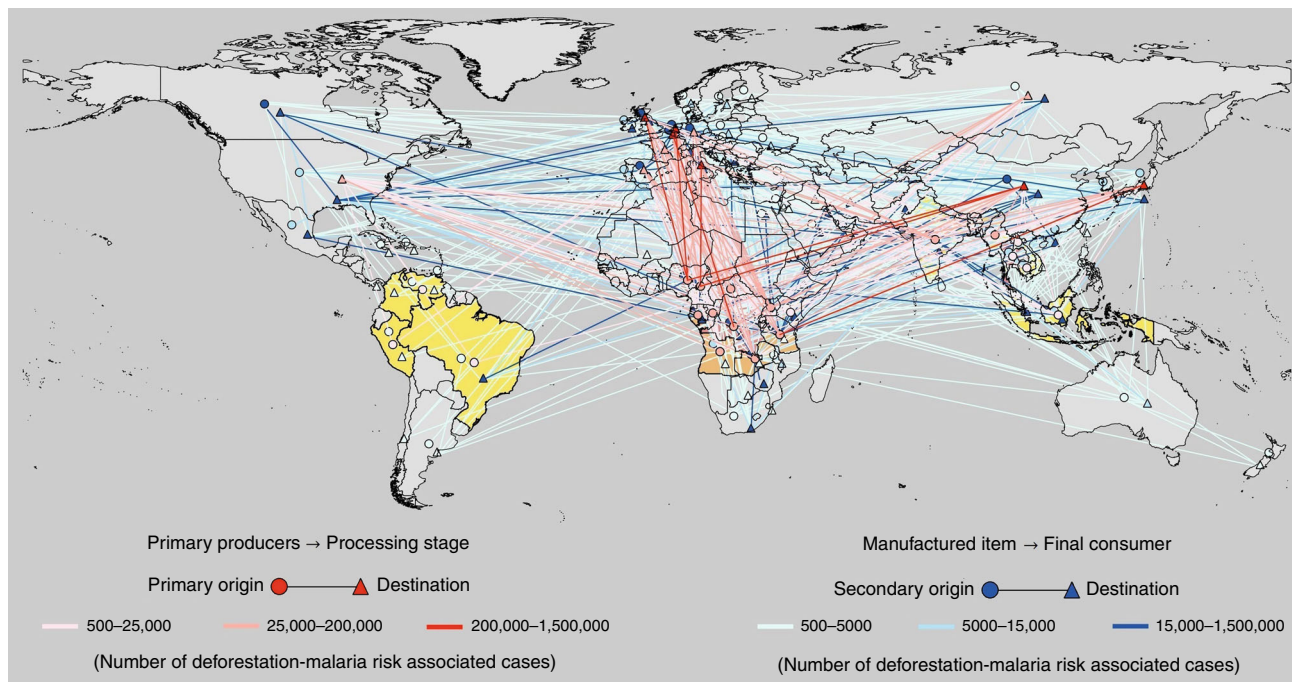 Primary producers → Processing stage
Primary origin Destination
500–25,000 25,000–200,000 200,000–1,500,000
(Number of deforestation-malaria risk associated cases)
Manufactured item → Final consumer
Secondary origin Destination
500–5000 5000–15,000 15,000–1,500,000
(Number of deforestation-malaria risk associated cases)